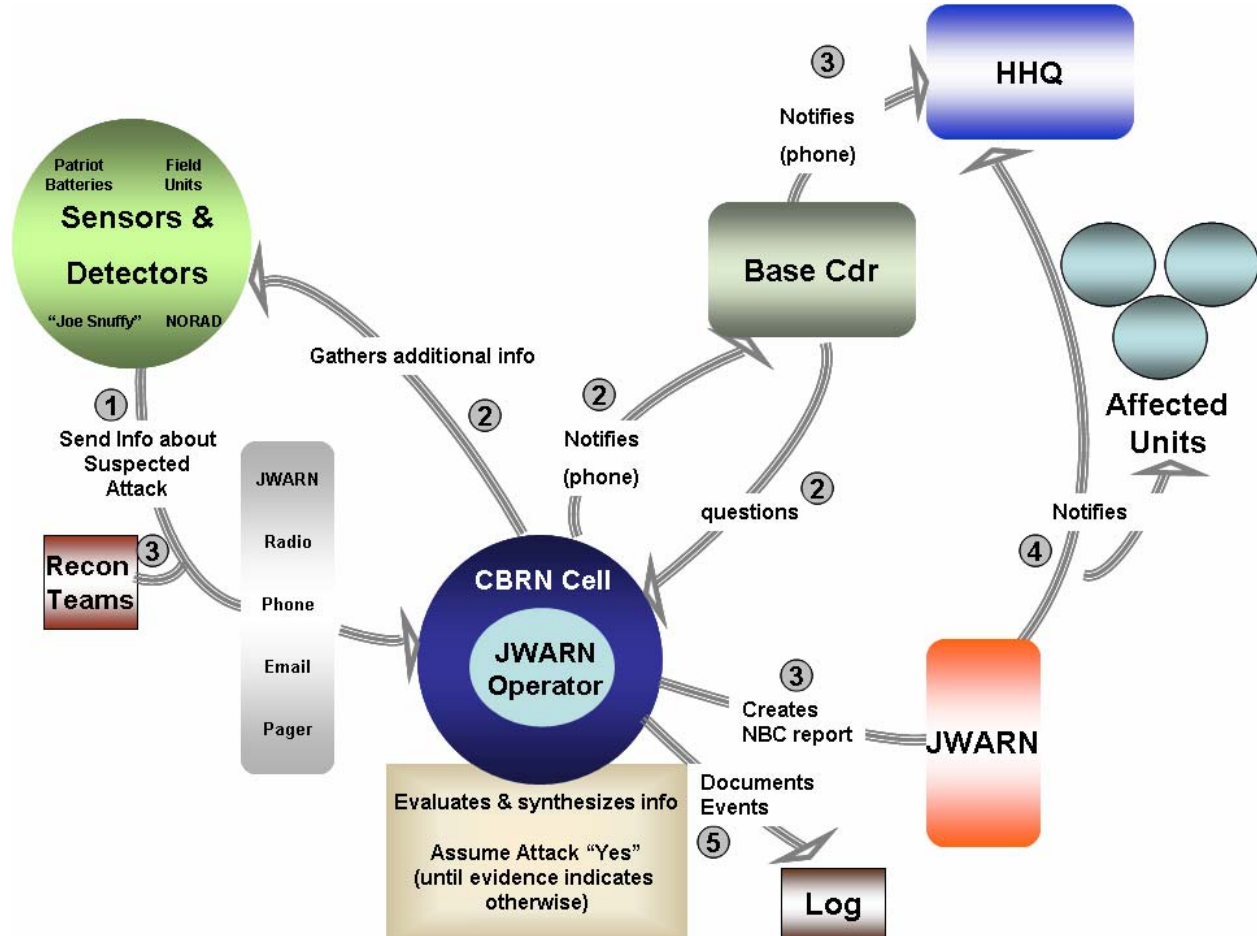 Patriot
Batteries
Field
Units
Sensors &
Detectors
“Joe Snuffy”
NORAD
1
Send Info about
Suspected
Attack
Recon
Teams
3
JWARN
Radio
Phone
Email
Pager
Gathers additional info
2
2
Notifies
(phone)
Base Cdr
3
Notifies
(phone)
HHQ
questions
2
CBRN Cell
JWARN
Operator
Evaluates & synthesizes info
Assume Attack “Yes”
(until evidence indicates
otherwise)
3
Creates
NBC report
JWARN
Documents
Events
5
Log
4
Notifies
Affected
Units